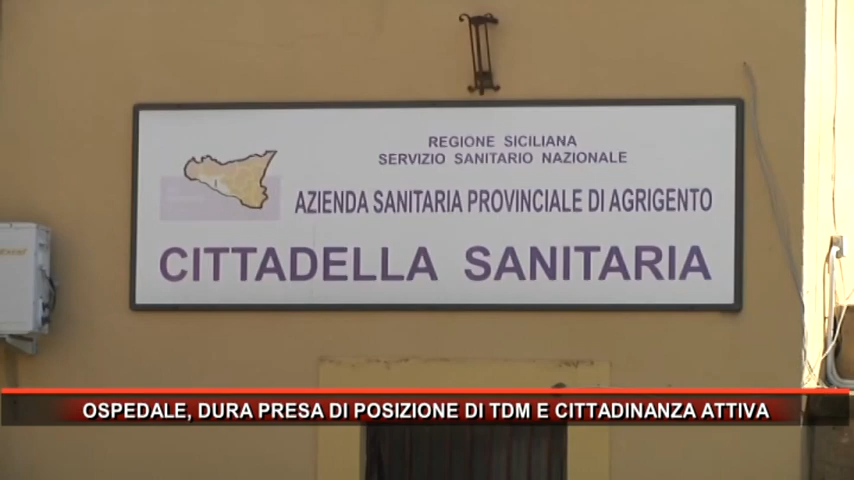 REGIONE SICILIANA
SERVIZIO SANITARIO NAZIONALE
AZIENDA SANITARIA PROVINCIALE DI AGRIGENTO
CITTADELLA SANITARIA
OSPEDALE, DURA PRESA DI POSIZIONE DI TDM E CITTADINANZA ATTIVA